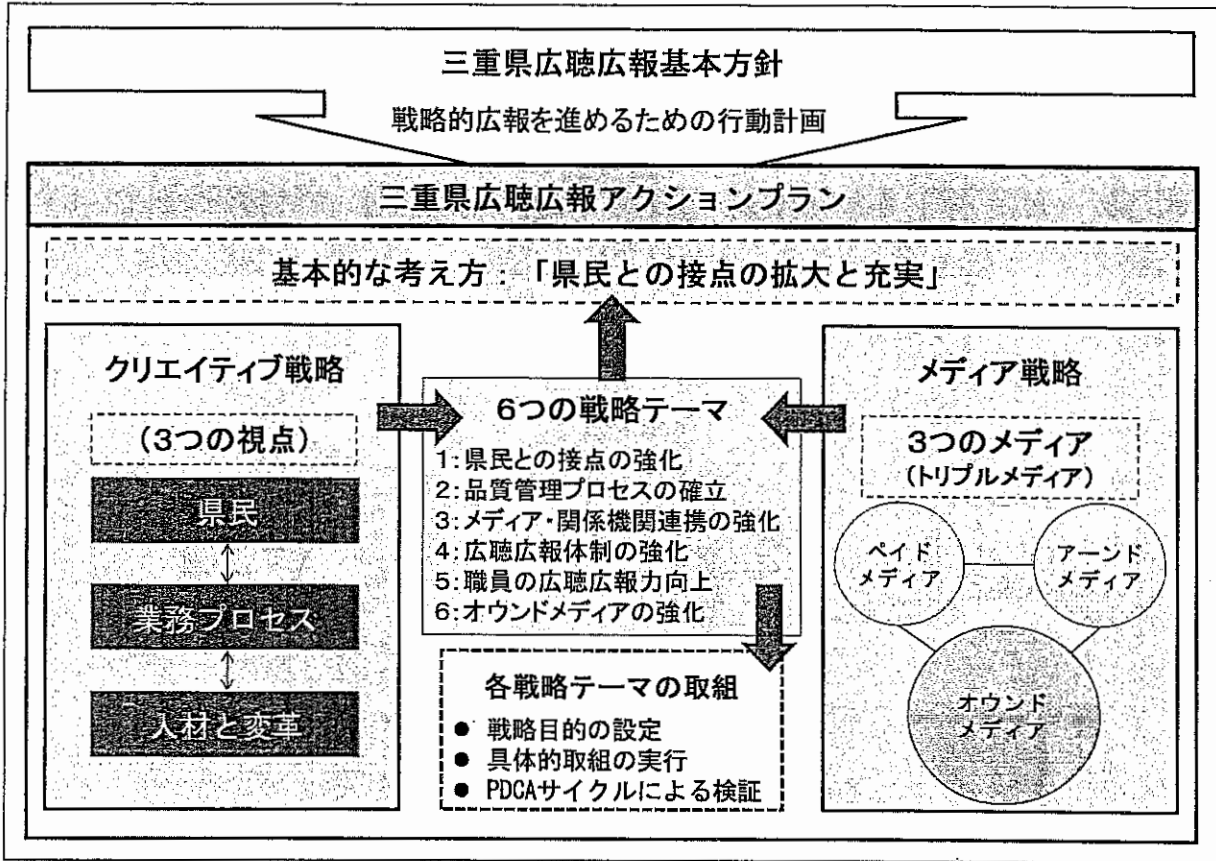 三重県広聴広報基本方針
戦略的広報を進めるための行動計画
三重県広聴広報アクションプラン
基本的な考え方：「県民との接点の拡大と充実」
クリエイティブ戦略
(3つの視点)
県民
業務プロセス
人材と変革
6つの戦略テーマ
1:県民との接点の強化
2:品質管理プロセスの確立
3:メディア・関係機関連携の強化
4:広聴広報体制の強化
5:職員の広聴広報力向上
6:オウンドメディアの強化
各戦略テーマの取組
● 戦略目的の設定
● 具体的取組の実行
● PDCAサイクルによる検証
メディア戦略
3つのメディア
(トリプルメディア)
ペイド
メディア
アーンド
メディア
オウンド
メディア